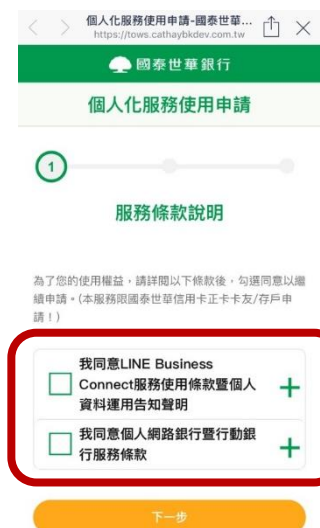 個人化服務使用申請-國泰世華...
https://tows.cathaybkdev.com.tw
國泰世華銀行
個人化服務使用申請
1
服務條款說明
為了您的使用權益，請詳閱以下條款後，勾選同意以繼
續申請。(本服務限國泰世華信用卡正卡卡友/存戶申
請！)
我同意LINE Business
Connect服務使用條款暨個人
資料運用告知聲明
我同意個人網路銀行暨行動銀
行服務條款
下一步